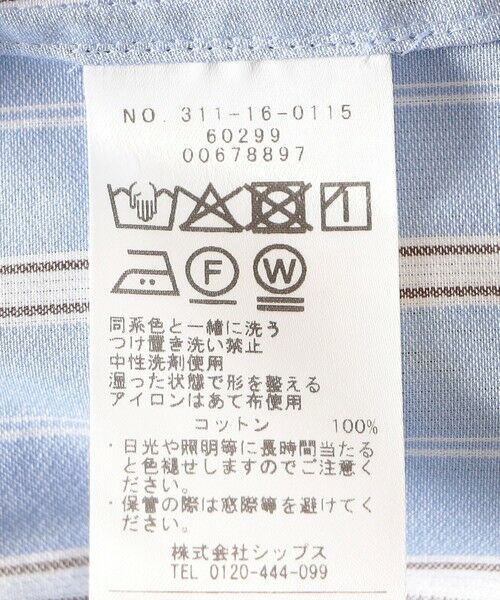 NO. 311-16-0115
60299
00678897
F W
同系色と一緒に洗う
つけ置き洗い禁止
中性洗剤使用
湿った状態で形を整える
アイロンはあて布使用
コットン 100%
・日光や照明等に長時間当たると色褪せしますのでご注意ください。
・保管の際は窓際等を避けてください。
株式会社シップス
TEL 0120-444-099